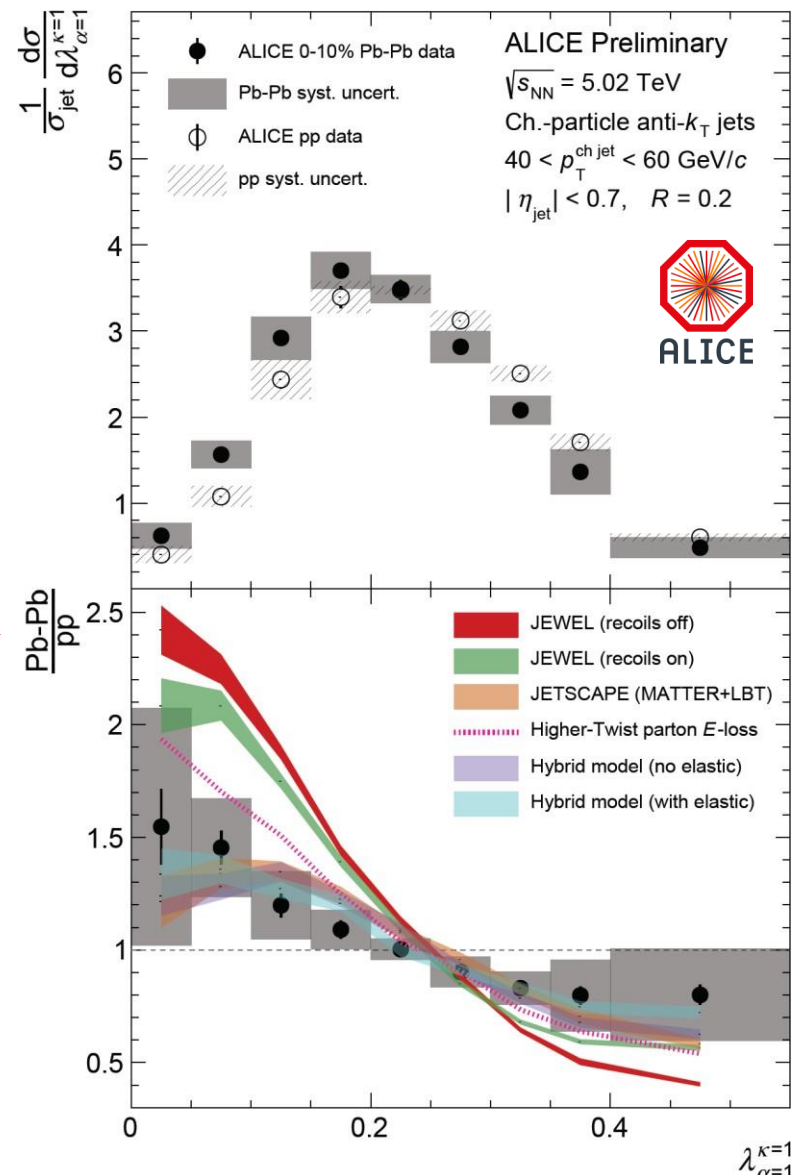 1/σ_jet dσ/dλ^{κ=1}_{α=1}
ALICE 0-10% Pb-Pb data
Pb-Pb syst. uncert.
ALICE pp data
pp syst. uncert.
ALICE Preliminary
√s_NN = 5.02 TeV
Ch.-particle anti-k_T jets
40 < p_T^{ch jet} < 60 GeV/c
| η_jet| < 0.7, R = 0.2
ALICE
6
5
4
3
2
1
Pb-Pb
pp
JEWEL (recoils off)
JEWEL (recoils on)
JETSCAPE (MATTER+LBT)
Higher-Twist parton E-loss
Hybrid model (no elastic)
Hybrid model (with elastic)
2.5
2
1.5
1
0.5
0 0.2 0.4
λ^{κ=1}_{α=1}